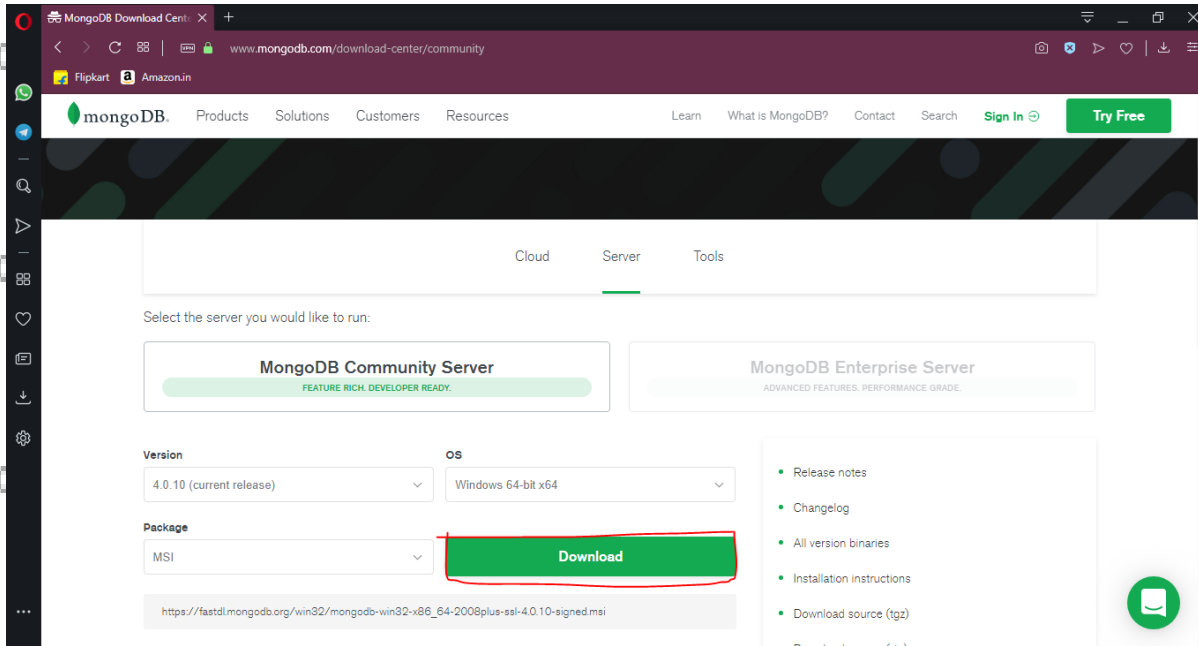 MongoDB Download Cente
VPN www.mongodb.com/download-center/community
Flipkart a Amazon.in
mongoDB. Products Solutions Customers Resources Learn What is MongoDB? Contact Search Sign In Try Free
Cloud Server Tools
Select the server you would like to run:
MongoDB Community Server
FEATURE RICH. DEVELOPER READY.
MongoDB Enterprise Server
ADVANCED FEATURES. PERFORMANCE GRADE.
Version
4.0.10 (current release)
OS
Windows 64-bit x64
Package
MSI
Download
https://fastdl.mongodb.org/win32/mongodb-win32-x86_64-2008plus-ssl-4.0.10-signed.msi
Release notes
Changelog
All version binaries
Installation instructions
Download source (tgz)